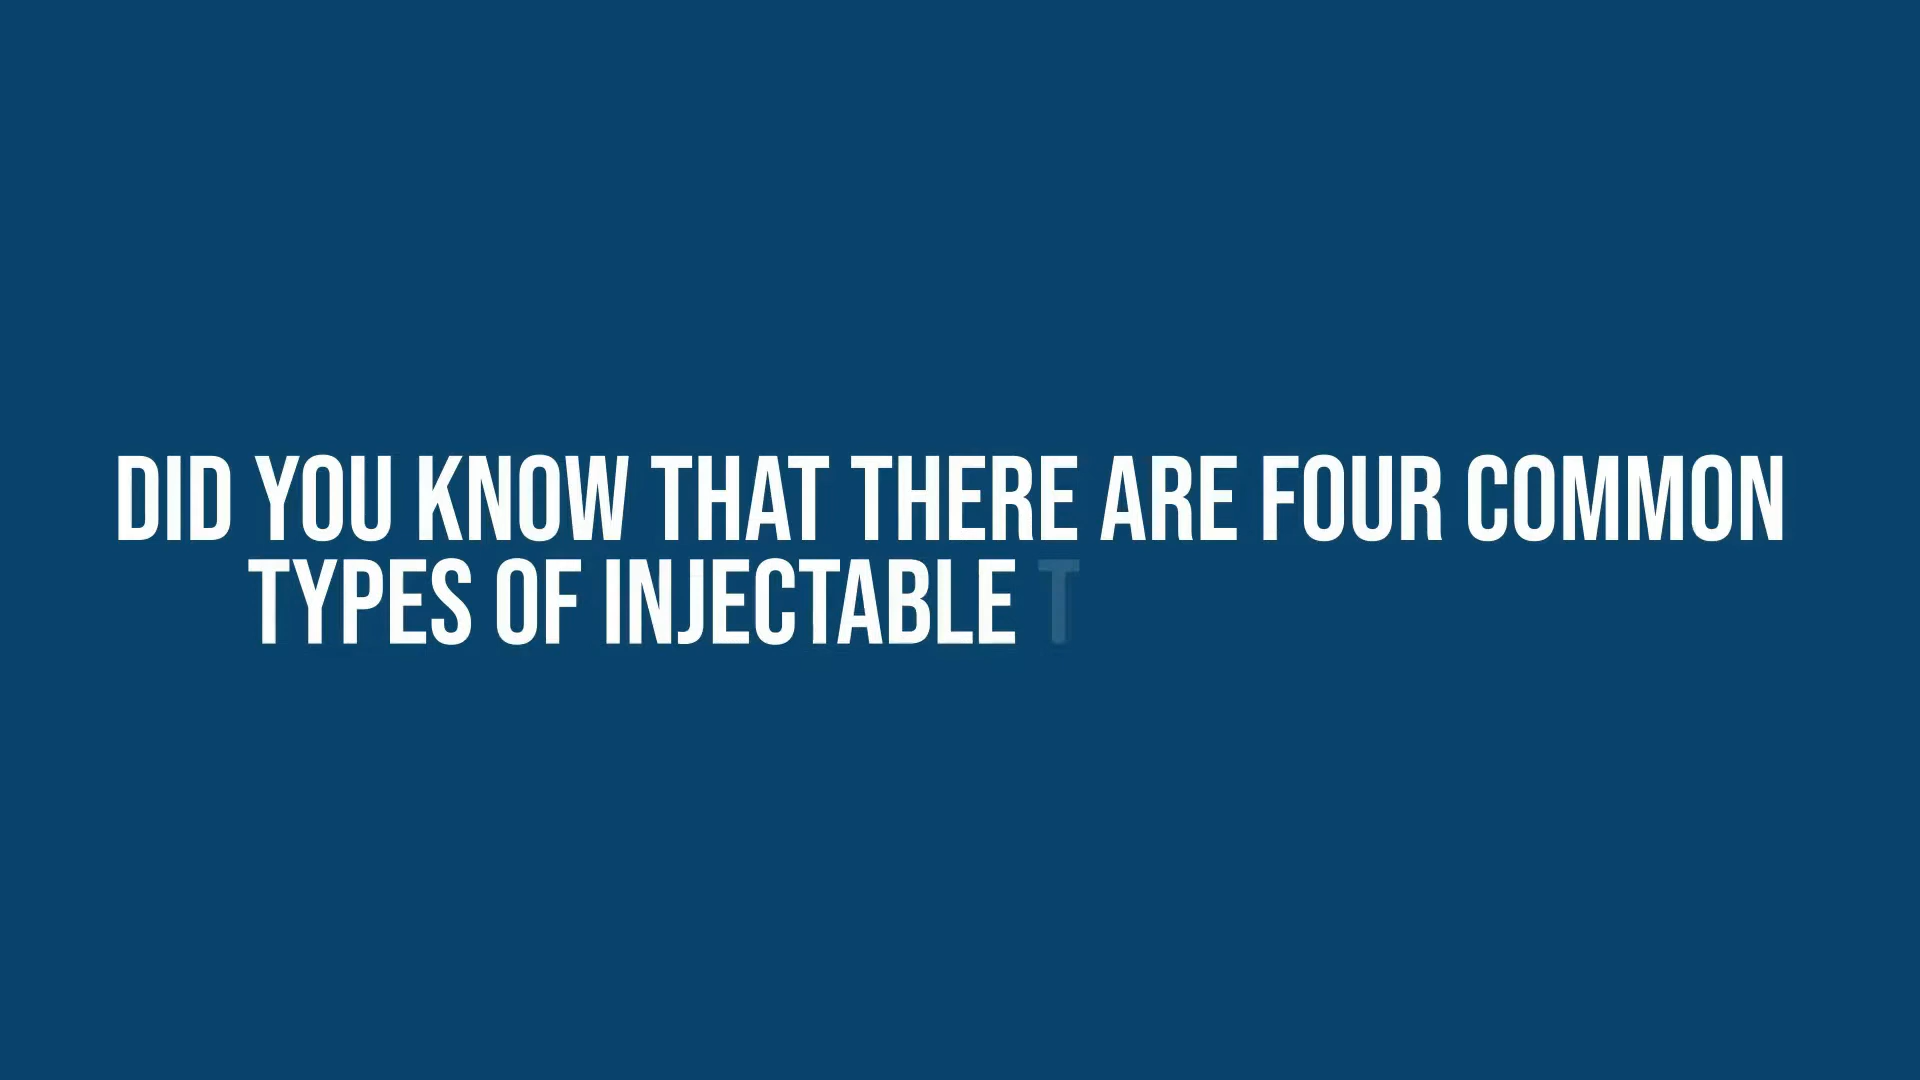 DID YOU KNOW THAT THERE ARE FOUR COMMON
TYPES OF INJECTABLE T